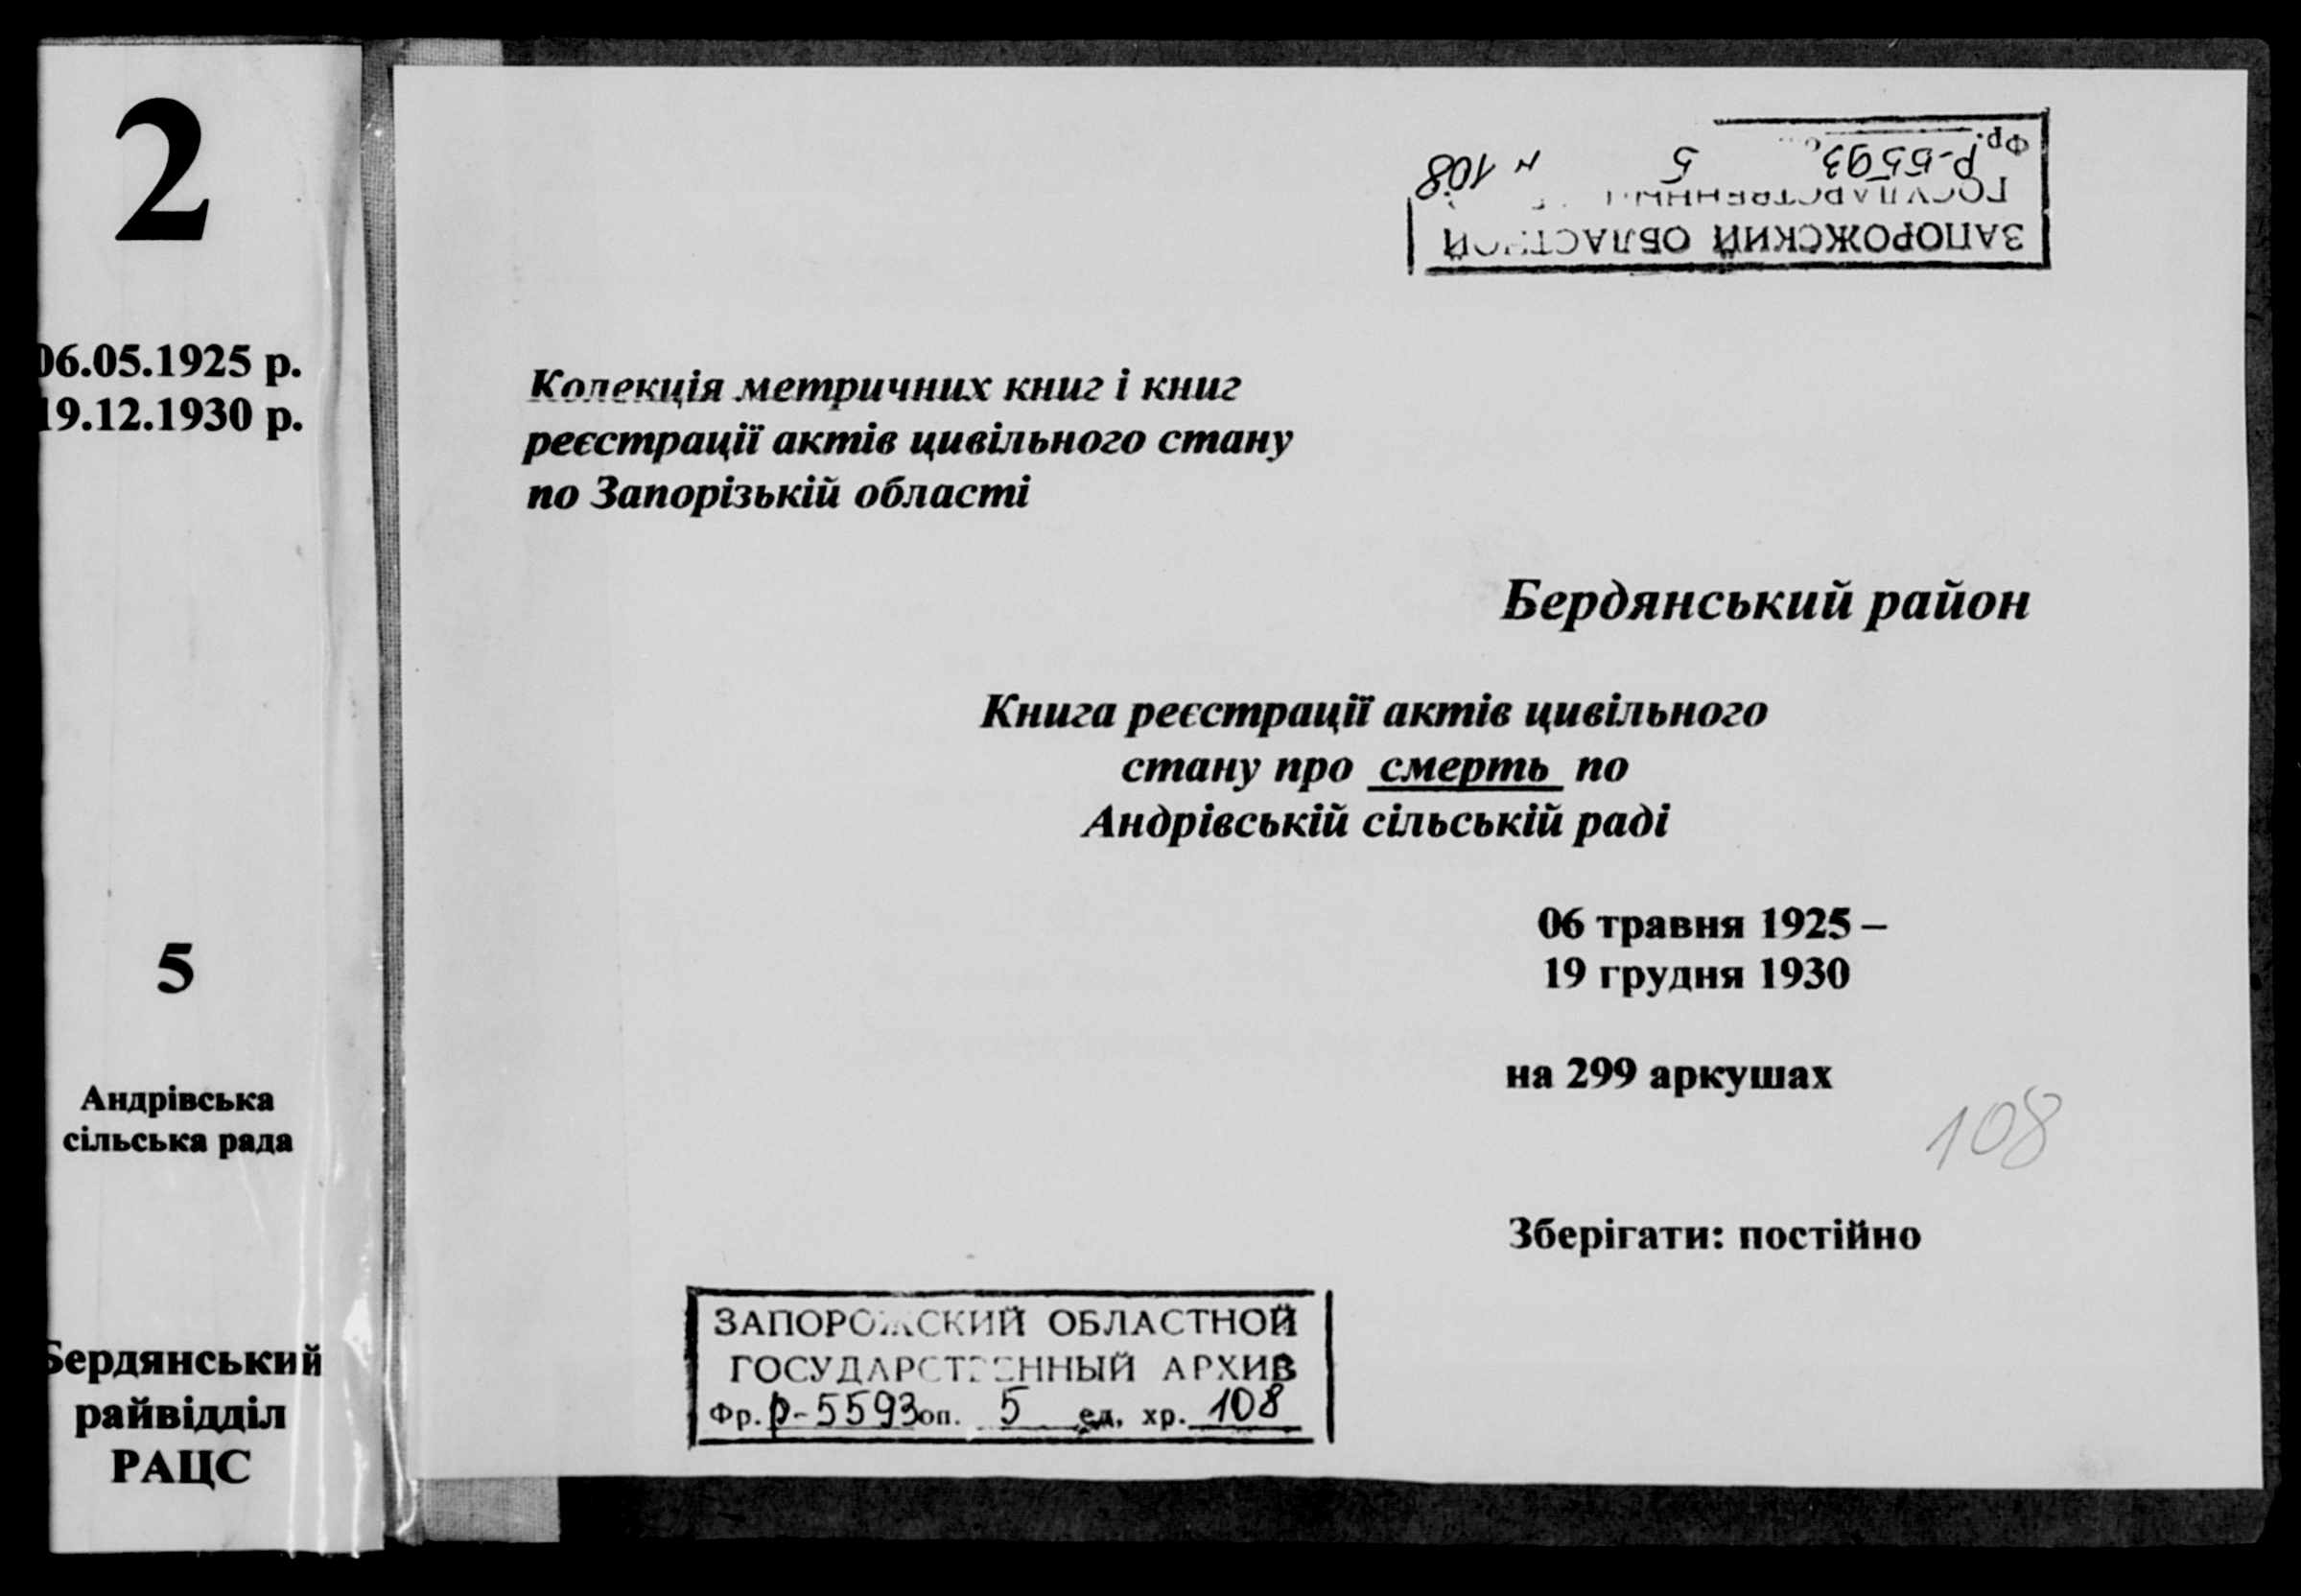 2
06.05.1925 р.
19.12.1930 р.
5
Андрівська
сільська рада
Бердянський
райвідділ
РАЦС
Фр. Р-5593 5 108
ГОСУДАРСТВЕННЫЙ
ЗАПОРОЖСКИЙ ОБЛАСТНОЙ
Колекція метричних книг і книг
реєстрації актів цивільного стану
по Запорізькій області
Бердянський район
Книга реєстрації актів цивільного
стану про смерть по
Андрівській сільській раді
06 травня 1925 –
19 грудня 1930
на 299 аркушах
108
Зберігати: постійно
ЗАПОРОЖСКИЙ ОБЛАСТНОЙ
ГОСУДАРСТВЕННЫЙ АРХИВ
Фр. Р-5593 оп. 5 ед. хр. 108